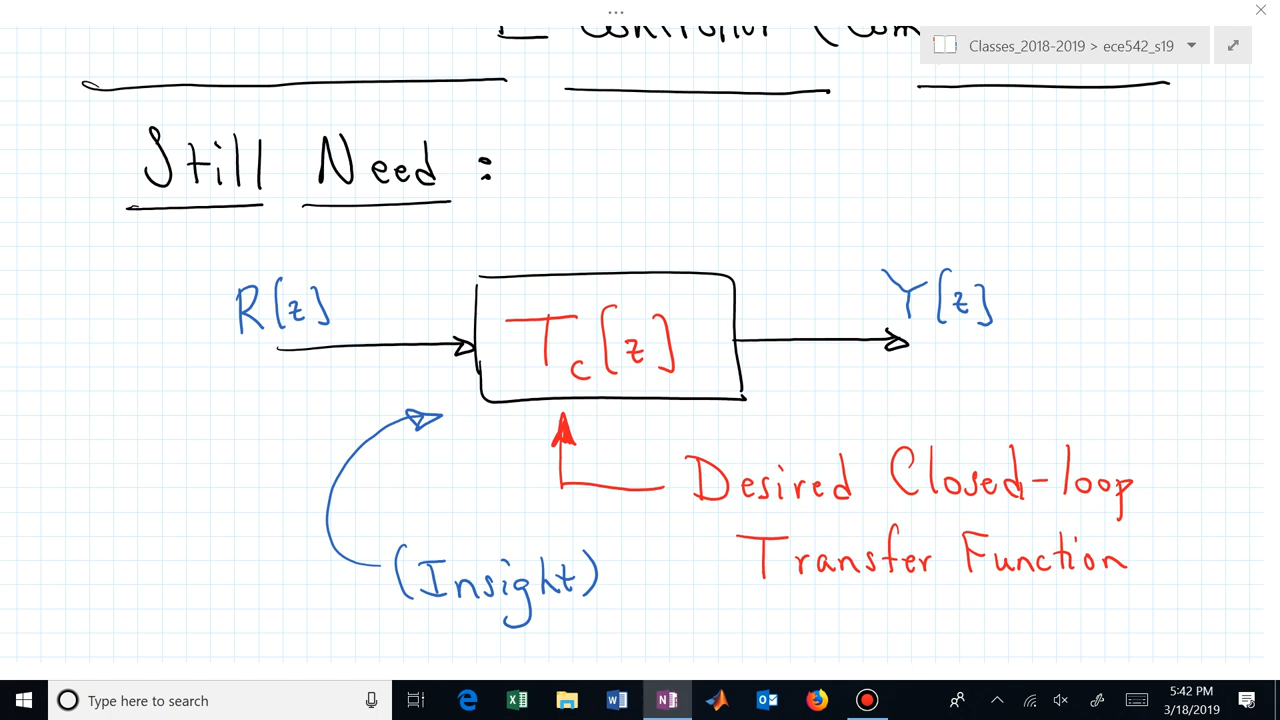 Classes_2018-2019 > ece542_s19
Still Need :
R[z]
T_c[z]
Y[z]
Desired Closed-loop
Transfer Function
(Insight)
Type here to search
5:42 PM
3/18/2019